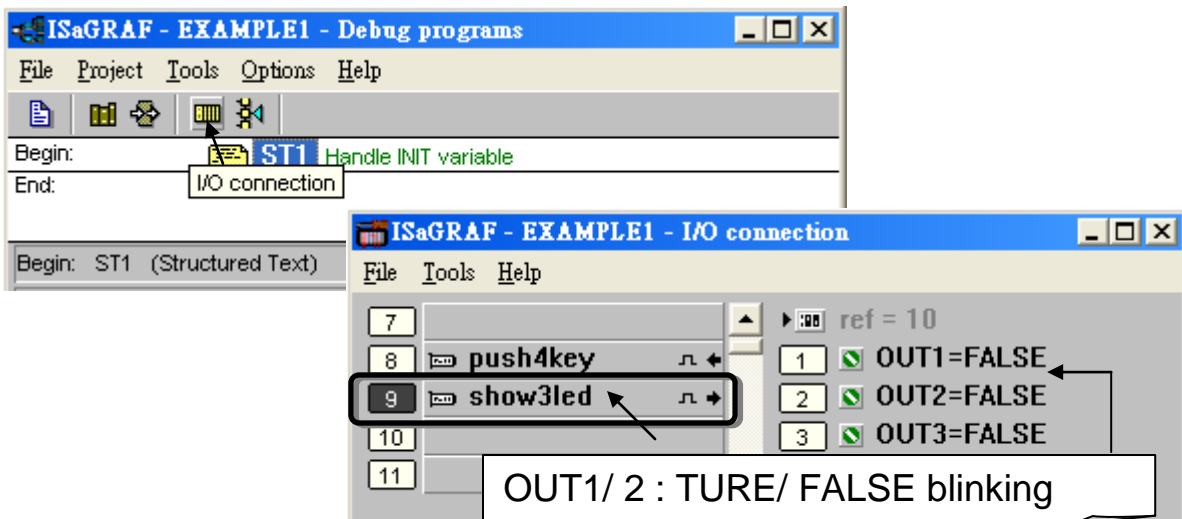 ISaGRAF - EXAMPLE1 - Debug programs
File Project Tools Options Help
Begin: ST1 Handle INIT variable
End:
I/O connection
Begin: ST1 (Structured Text)
ISaGRAF - EXAMPLE1 - I/O connection
File Tools Help
7
8 push4key
9 show3led
10
11
ref = 10
1 OUT1=FALSE
2 OUT2=FALSE
3 OUT3=FALSE
OUT1/ 2 : TURE/ FALSE blinking